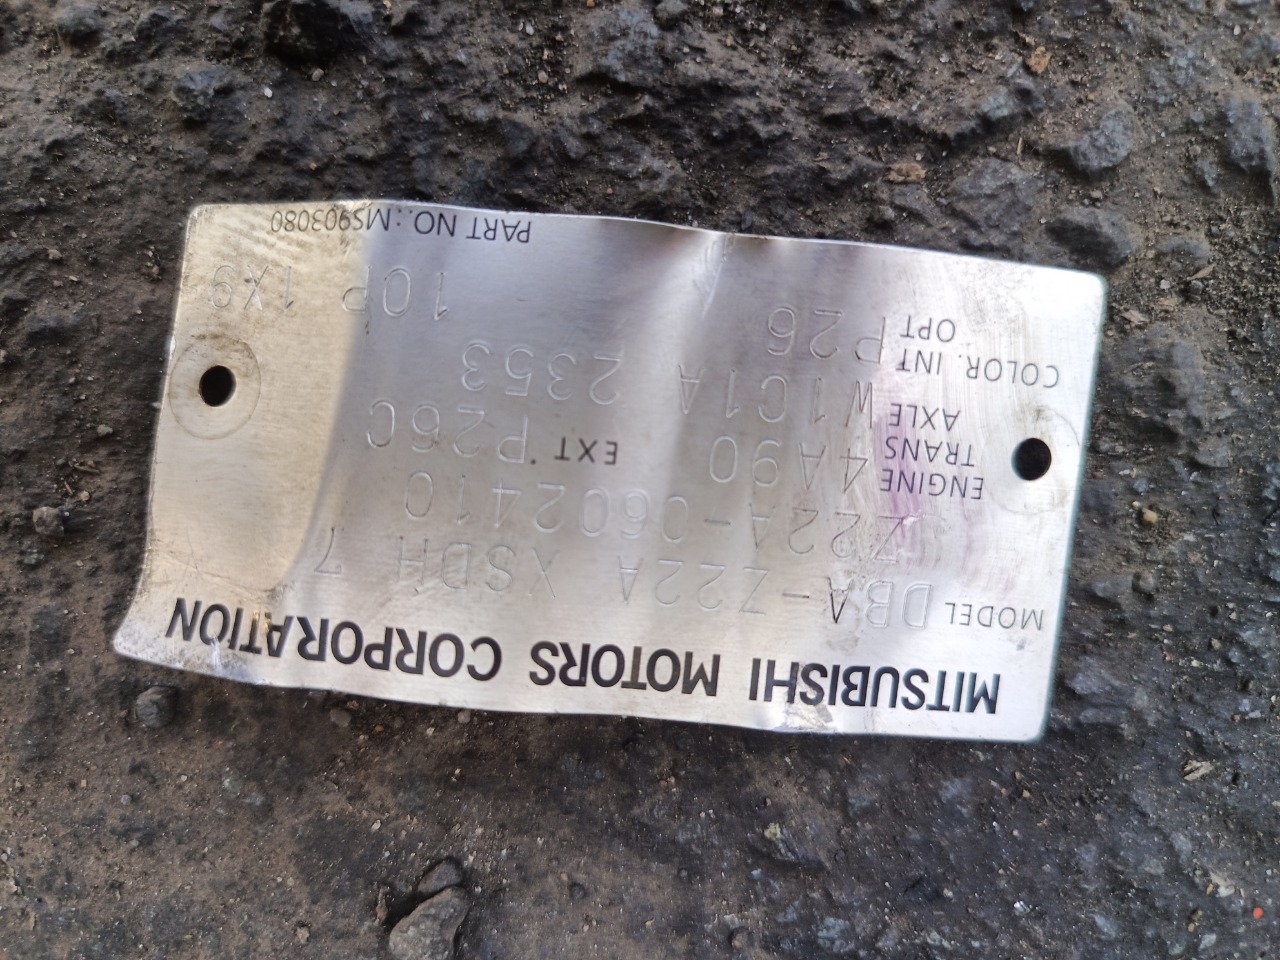 MITSUBISHI MOTORS CORPORATION
MODEL DBA-Z22A XSDH 7
Z22A-0602410
ENGINE 4A90 EXT P26C
TRANS
AXLE W1C1A 2353
COLOR. INT P26
OPT A 10P 1X9
PART NO.: MS903080